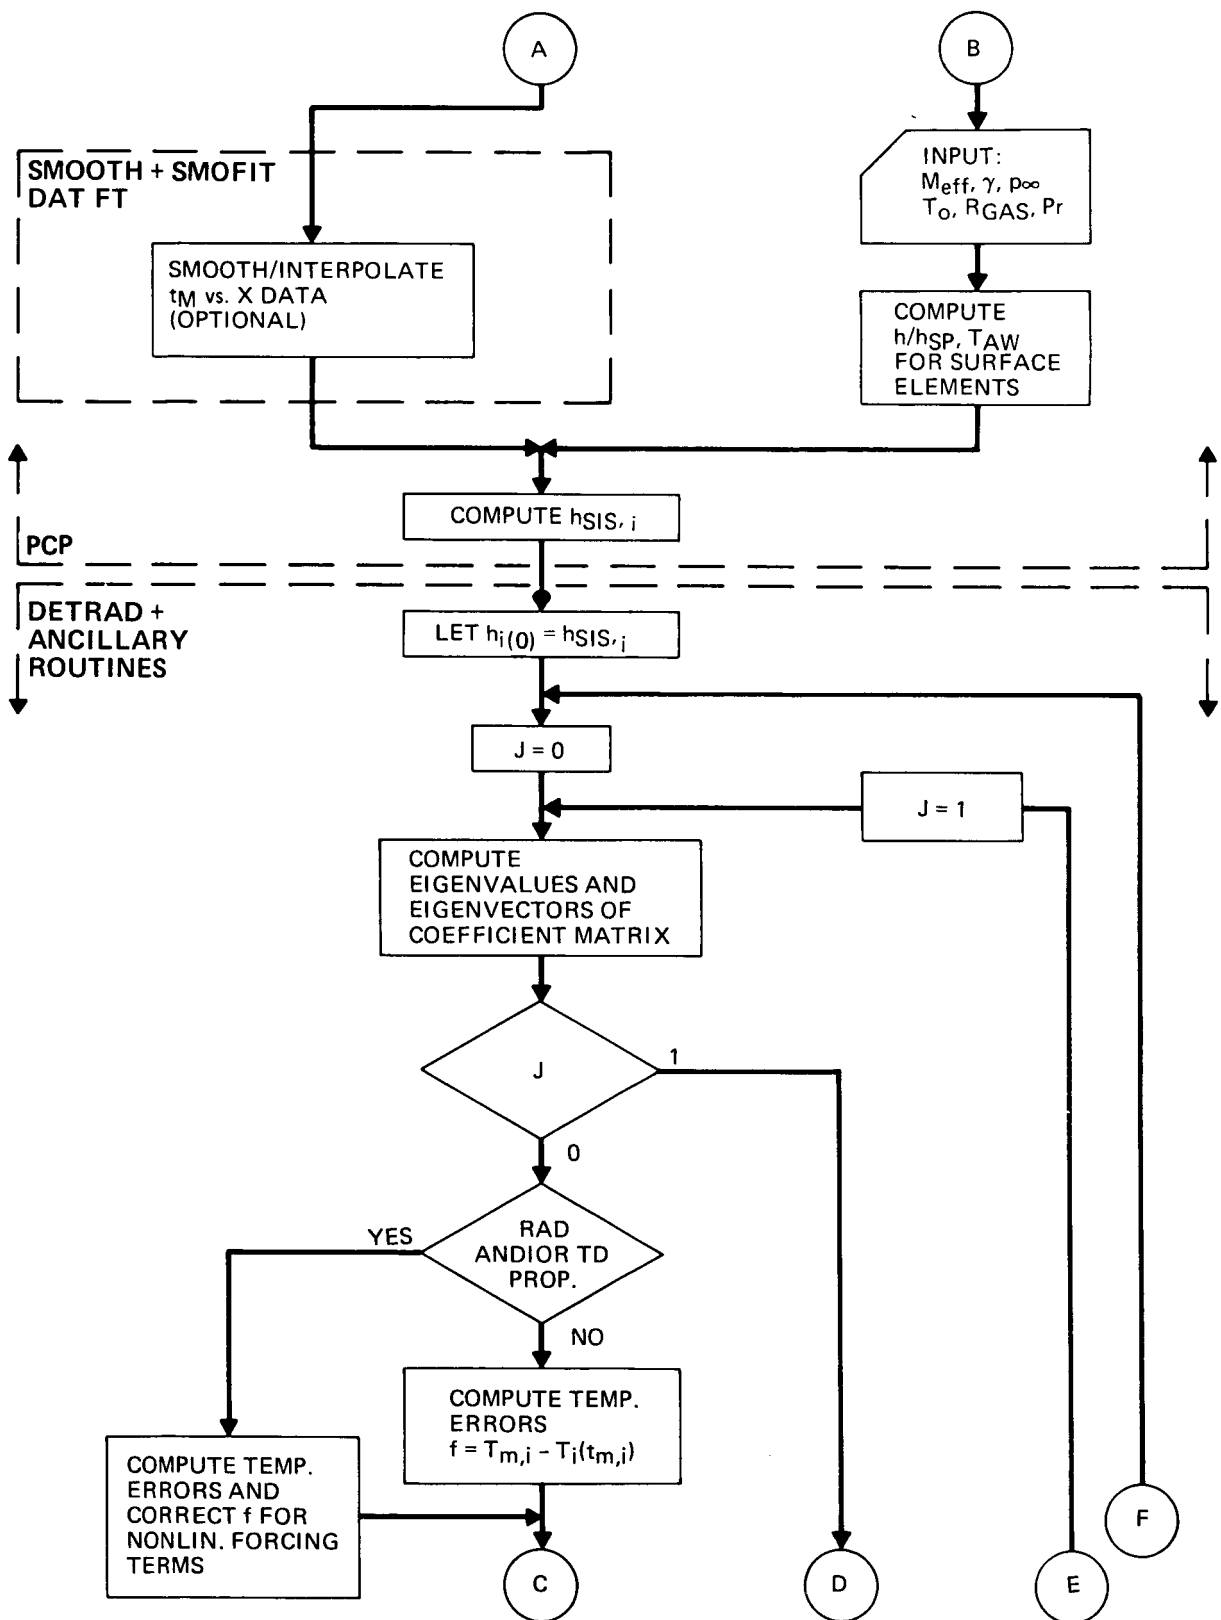 A
B
SMOOTH + SMOFIT
DAT FT
SMOOTH/INTERPOLATE
tM vs. X DATA
(OPTIONAL)
INPUT:
Meff, γ, p∞
To, RGAS, Pr
COMPUTE
h/hSP, TAW
FOR SURFACE
ELEMENTS
COMPUTE hSIS, i
PCP
DETRAD +
ANCILLARY
ROUTINES
LET hi(0) = hSIS, i
J = 0
J = 1
COMPUTE
EIGENVALUES AND
EIGENVECTORS OF
COEFFICIENT MATRIX
J
1
0
RAD
ANDIOR TD
PROP.
YES
NO
COMPUTE TEMP.
ERRORS
f = Tm,i – Ti(tm,i)
COMPUTE TEMP.
ERRORS AND
CORRECT f FOR
NONLIN. FORCING
TERMS
C
D
E
F